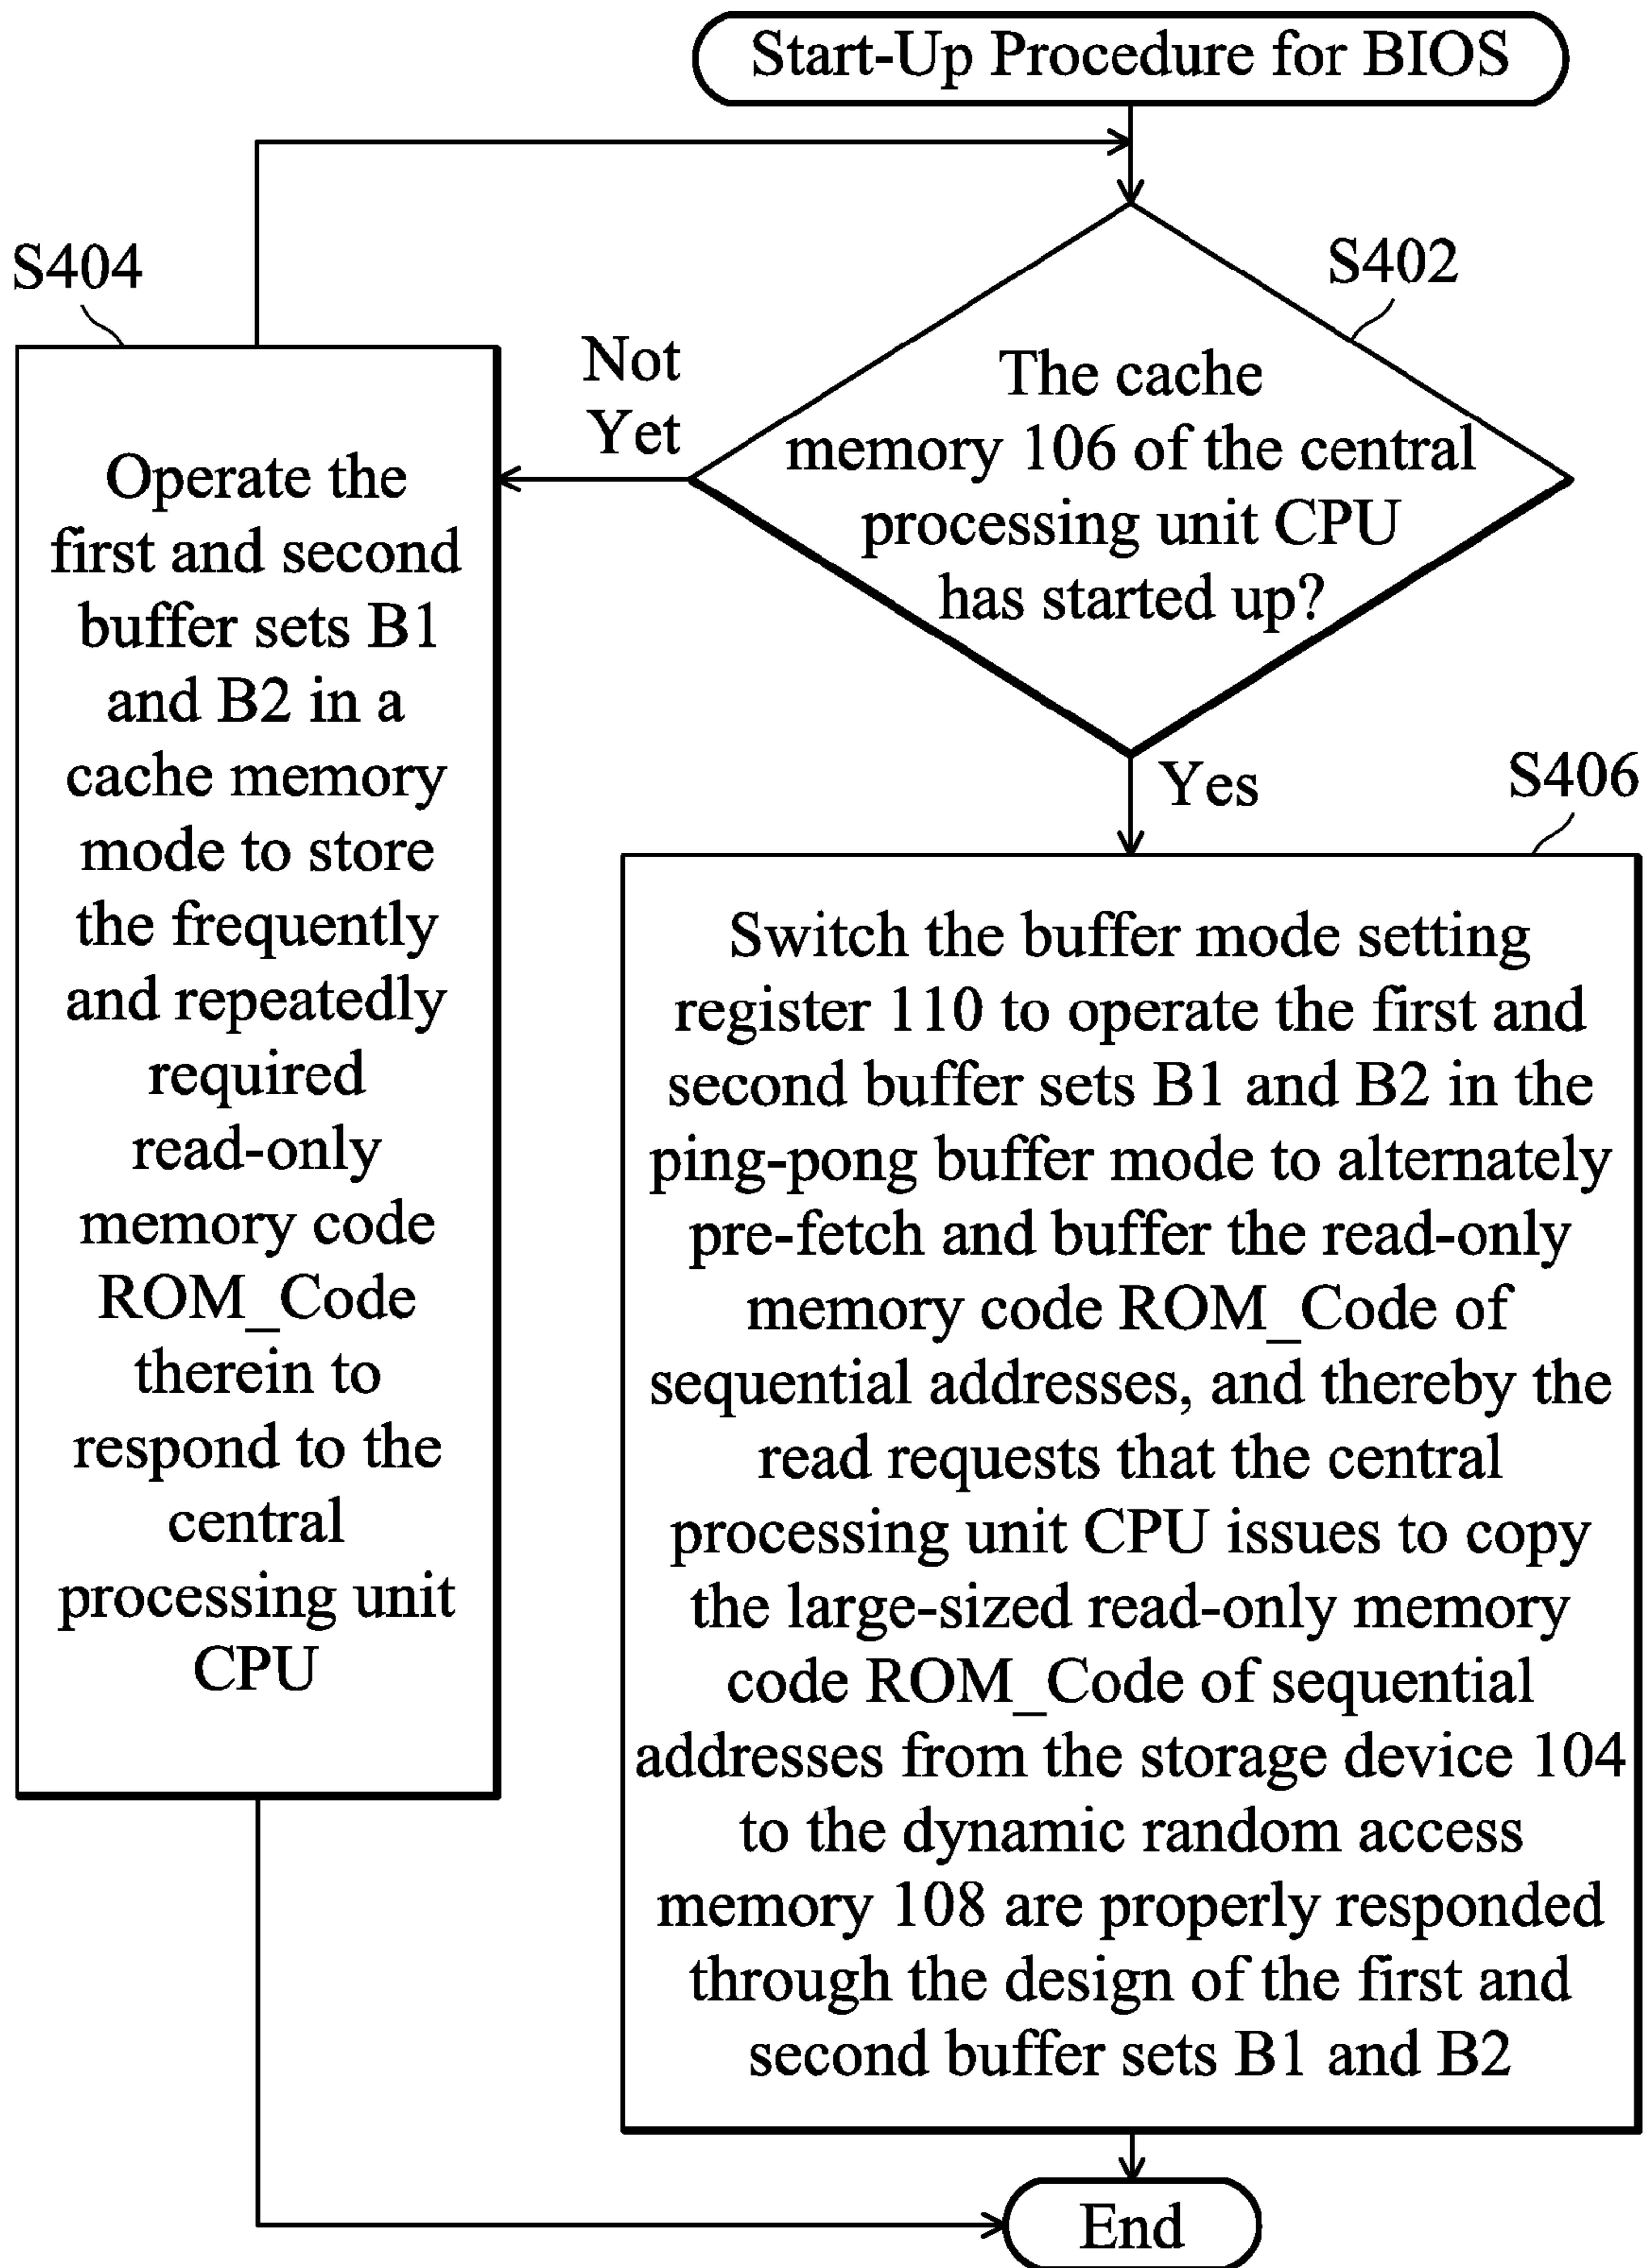 Start-Up Procedure for BIOS
S402
The cache
memory 106 of the central
processing unit CPU
has started up?
Not
Yet
S404
Operate the
first and second
buffer sets B1
and B2 in a
cache memory
mode to store
the frequently
and repeatedly
required
read-only
memory code
ROM_Code
therein to
respond to the
central
processing unit
CPU
Yes
S406
Switch the buffer mode setting
register 110 to operate the first and
second buffer sets B1 and B2 in the
ping-pong buffer mode to alternately
pre-fetch and buffer the read-only
memory code ROM_Code of
sequential addresses, and thereby the
read requests that the central
processing unit CPU issues to copy
the large-sized read-only memory
code ROM_Code of sequential
addresses from the storage device 104
to the dynamic random access
memory 108 are properly responded
through the design of the first and
second buffer sets B1 and B2
End